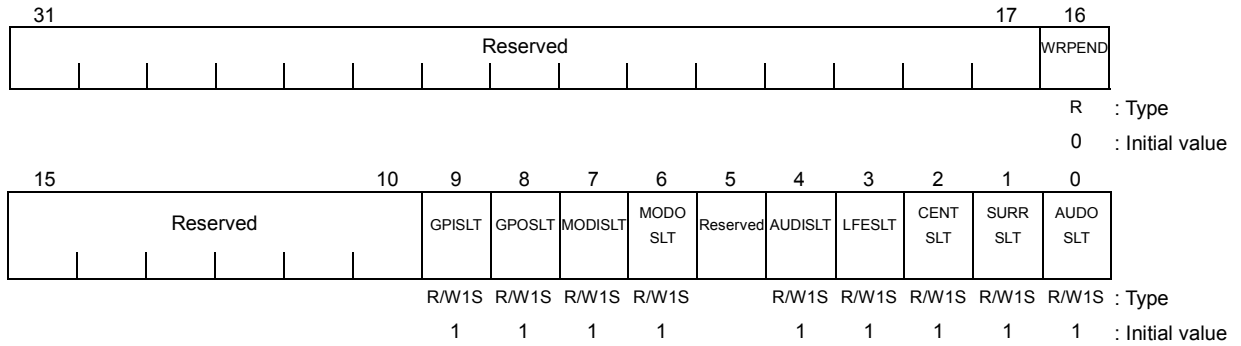 31 17 16
Reserved WRPEND
R : Type
0 : Initial value
15 10 9 8 7 6 5 4 3 2 1 0
Reserved GPISLT GPOSLT MODISLT MODO SLT Reserved AUDISLT LFESLT CENT SLT SURR SLT AUDO SLT
R/W1S R/W1S R/W1S R/W1S R/W1S R/W1S R/W1S R/W1S R/W1S : Type
1 1 1 1 1 1 1 1 1 : Initial value